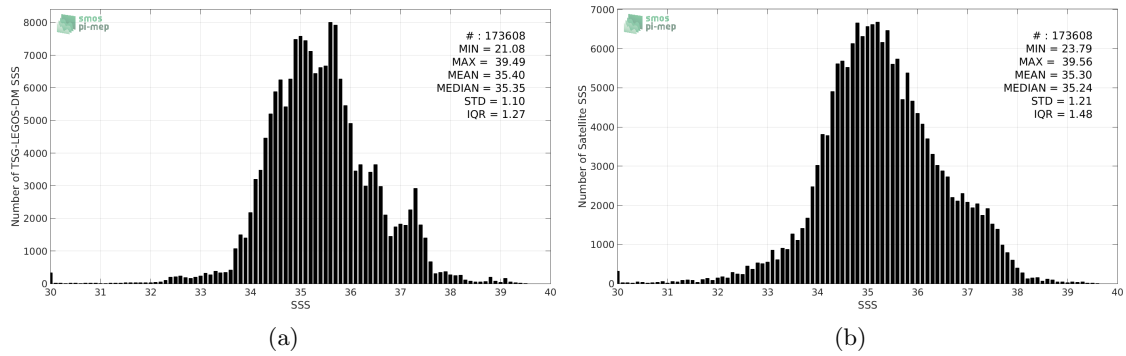 smos
pi-mep
# : 173608
MIN = 21.08
MAX = 39.49
MEAN = 35.40
MEDIAN = 35.35
STD = 1.10
IQR = 1.27
Number of TSG-LEGOS-DM SSS
8000
7000
6000
5000
4000
3000
2000
1000
0
30 31 32 33 34 35 36 37 38 39 40
SSS
(a)
smos
pi-mep
# : 173608
MIN = 23.79
MAX = 39.56
MEAN = 35.30
MEDIAN = 35.24
STD = 1.21
IQR = 1.48
Number of Satellite SSS
7000
6000
5000
4000
3000
2000
1000
0
30 31 32 33 34 35 36 37 38 39 40
SSS
(b)